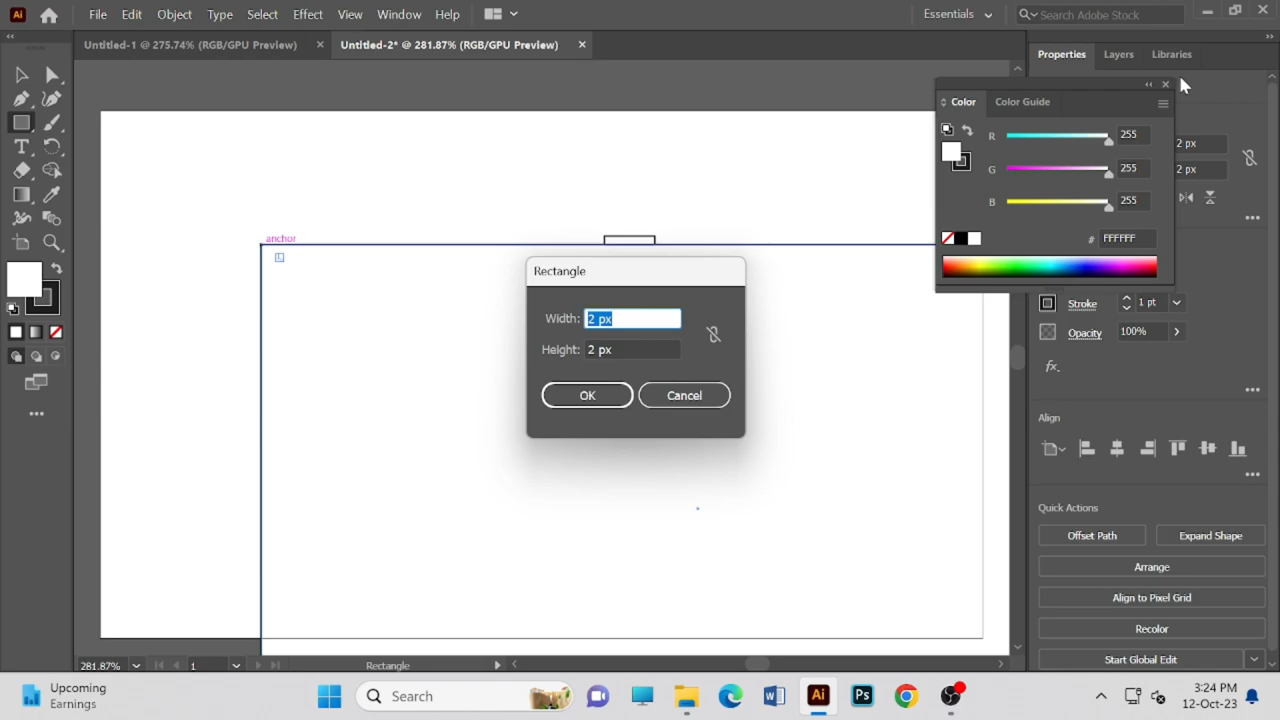 Ai File Edit Object Type Select Effect View Window Help Essentials Search Adobe Stock
Untitled-1 @ 275.74% (RGB/GPU Preview) Untitled-2* @ 281.87% (RGB/GPU Preview)
Properties Layers Libraries
Color Color Guide
R 255
2 px
G 255
2 px
B 255
# FFFFFF
anchor
Rectangle
Width: 2 px
Height: 2 px
OK Cancel
Stroke 1 pt
Opacity 100%
fx.
Align
Quick Actions
Offset Path Expand Shape
Arrange
Align to Pixel Grid
Recolor
Start Global Edit
281.87% 1 Rectangle
Upcoming
Earnings
Search
W Ai Ps
3:24 PM
12-Oct-23